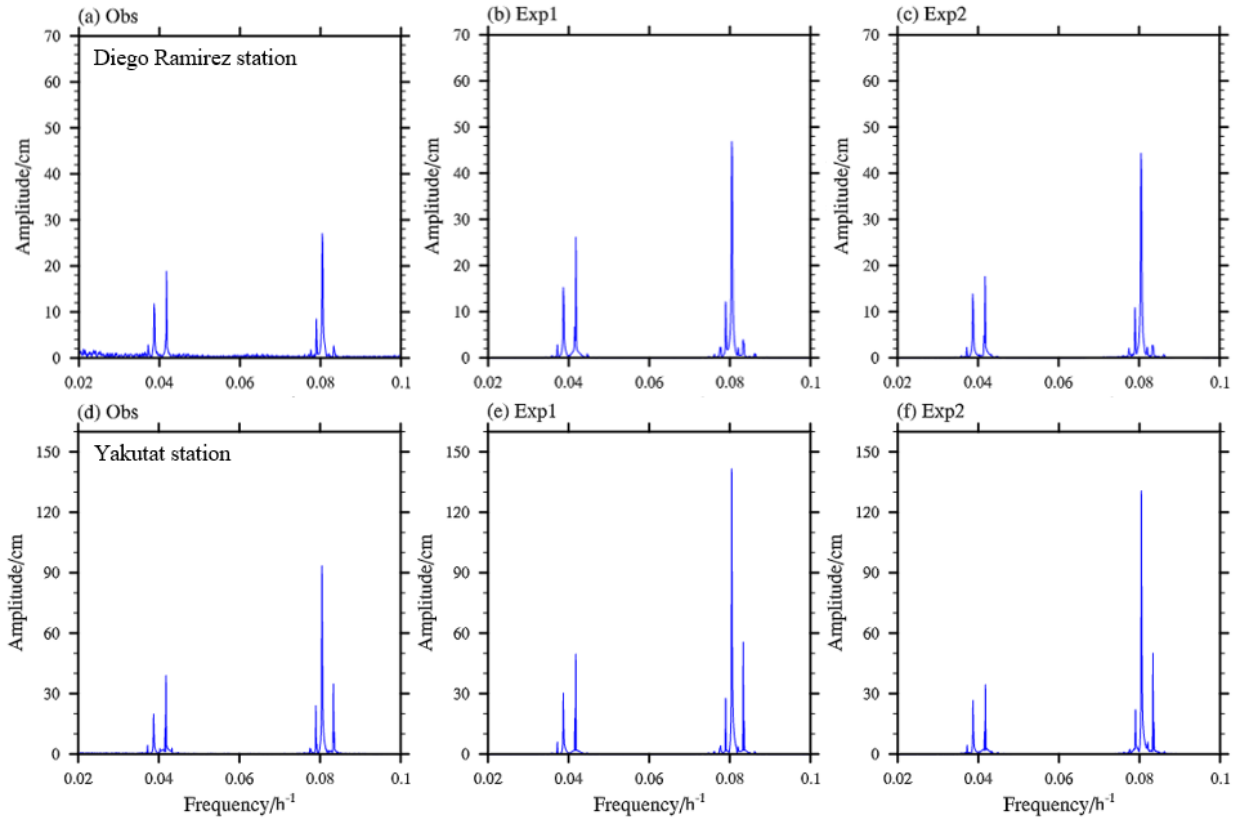 (a) Obs
(b) Exp1
(c) Exp2
Diego Ramirez station
Amplitude/cm
Amplitude/cm
Amplitude/cm
70 70 70
60 60 60
50 50 50
40 40 40
30 30 30
20 20 20
10 10 10
0 0 0
0.02 0.04 0.06 0.08 0.1 0.02 0.04 0.06 0.08 0.1 0.02 0.04 0.06 0.08 0.1
(d) Obs
(e) Exp1
(f) Exp2
Yakutat station
Amplitude/cm
Amplitude/cm
Amplitude/cm
150 150 150
120 120 120
90 90 90
60 60 60
30 30 30
0 0 0
0.02 0.04 0.06 0.08 0.1 0.02 0.04 0.06 0.08 0.1 0.02 0.04 0.06 0.08 0.1
Frequency/h⁻¹ Frequency/h⁻¹ Frequency/h⁻¹